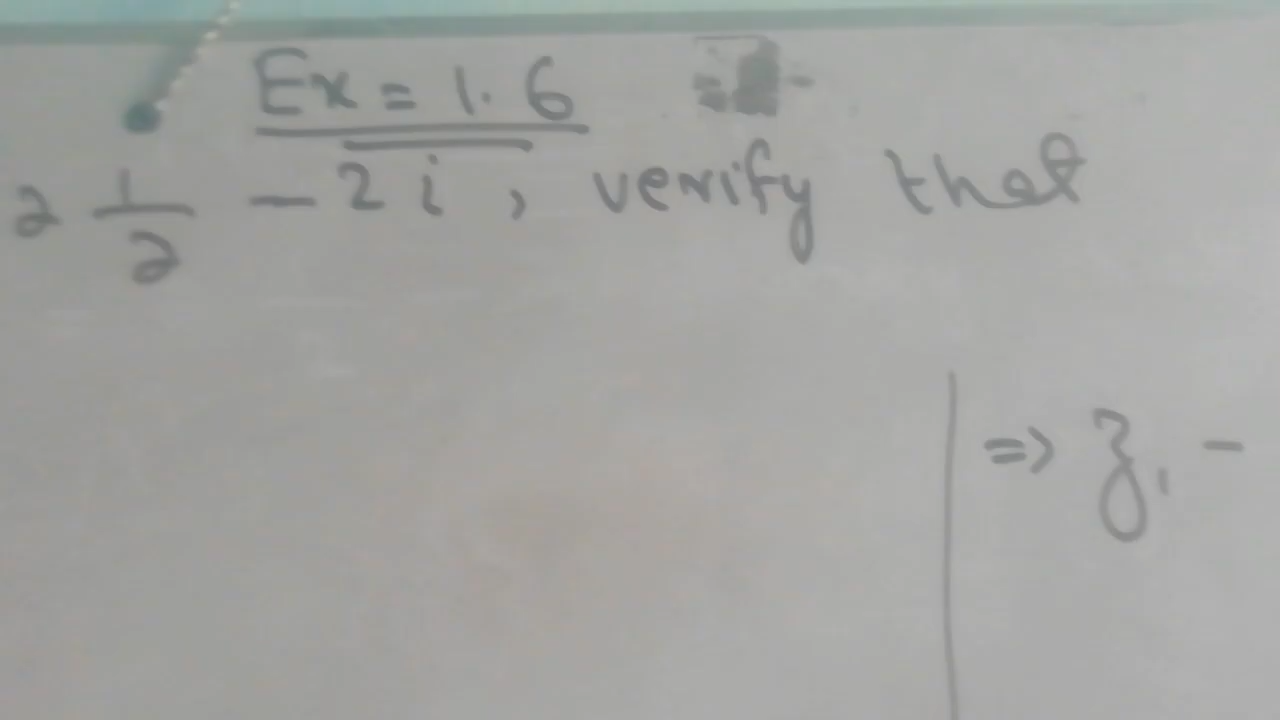 Ex = 1.6
2 1/2 - 2i, verify that
=> z1 -